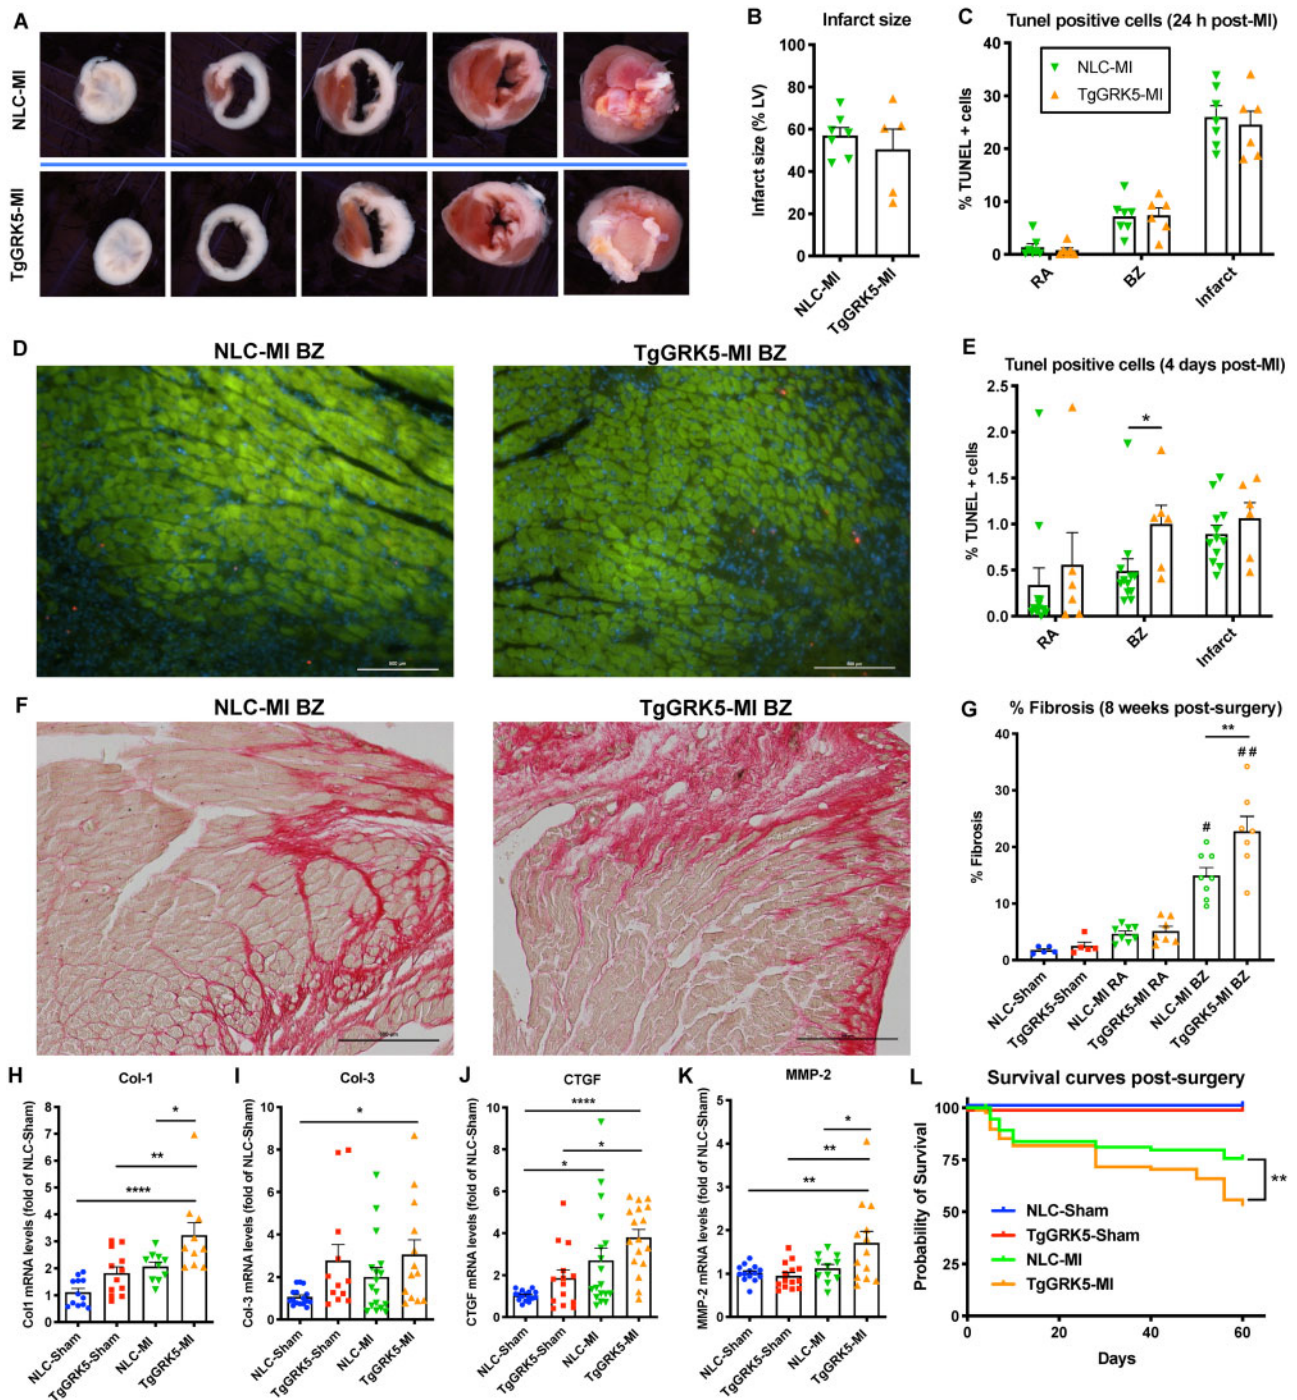 A
NLC-MI
TgGRK5-MI
B
Infarct size
Infarct size (% LV)
100
80
60
40
20
0
NLC-MI
TgGRK5-MI
C
Tunel positive cells (24 h post-MI)
% TUNEL + cells
40
30
20
10
0
NLC-MI
TgGRK5-MI
RA
BZ
Infarct
D
NLC-MI BZ
TgGRK5-MI BZ
E
Tunel positive cells (4 days post-MI)
% TUNEL + cells
2.5
2.0
1.5
1.0
0.5
0.0
*
RA
BZ
Infarct
F
NLC-MI BZ
TgGRK5-MI BZ
G
% Fibrosis (8 weeks post-surgery)
% Fibrosis
40
30
20
10
0
**
#
##
NLC-Sham
TgGRK5-Sham
NLC-MI RA
TgGRK5-MI RA
NLC-MI BZ
TgGRK5-MI BZ
H
Col-1
Col1 mRNA levels (fold of NLC-Sham)
8
7
6
5
4
3
2
1
0
*
**
****
NLC-Sham
TgGRK5-Sham
NLC-MI
TgGRK5-MI
I
Col-3
Col-3 mRNA levels (fold of NLC-Sham)
10
8
6
4
2
0
*
NLC-Sham
TgGRK5-Sham
NLC-MI
TgGRK5-MI
J
CTGF
CTGF mRNA levels (fold of NLC-Sham)
10
8
6
4
2
0
****
*
*
NLC-Sham
TgGRK5-Sham
NLC-MI
TgGRK5-MI
K
MMP-2
MMP-2 mRNA levels (fold of NLC-Sham)
5
4
3
2
1
0
*
**
**
NLC-Sham
TgGRK5-Sham
NLC-MI
TgGRK5-MI
L
Survival curves post-surgery
Probability of Survival
100
75
50
25
0
**
NLC-Sham
TgGRK5-Sham
NLC-MI
TgGRK5-MI
0
20
40
60
Days